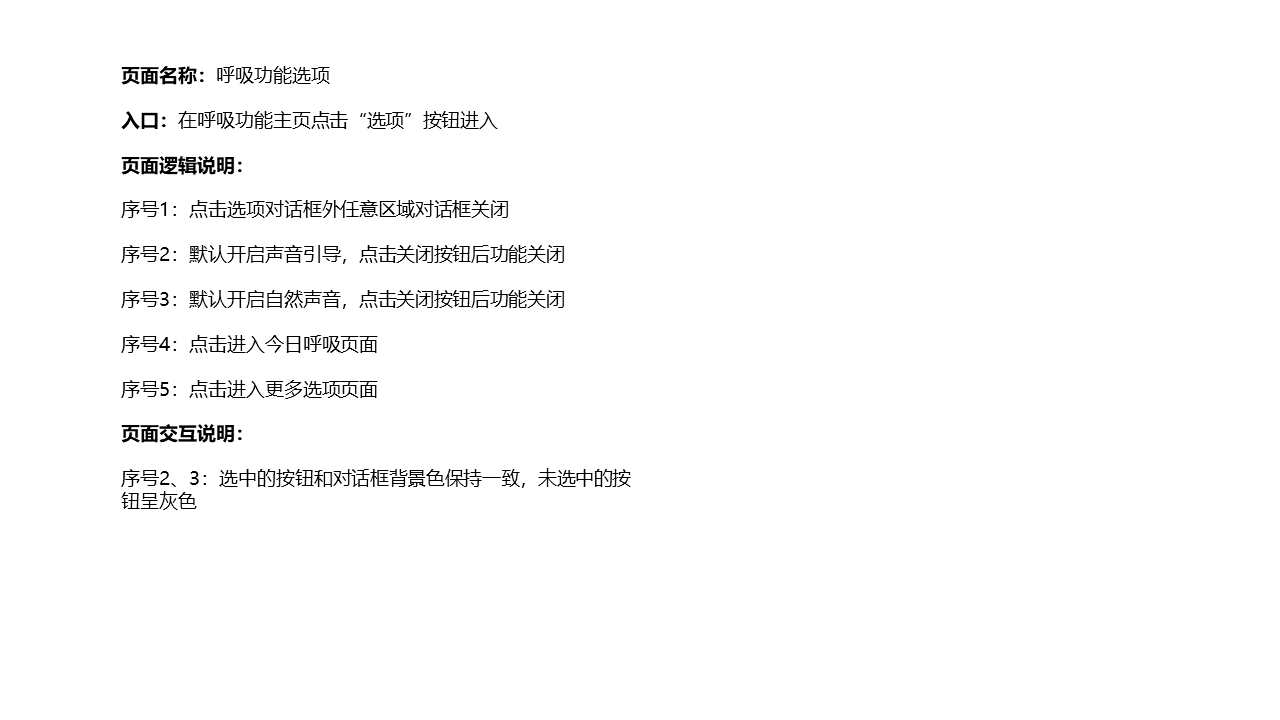 页面名称：呼吸功能选项
入口：在呼吸功能主页点击“选项”按钮进入
页面逻辑说明：
序号1：点击选项对话框外任意区域对话框关闭
序号2：默认开启声音引导，点击关闭按钮后功能关闭
序号3：默认开启自然声音，点击关闭按钮后功能关闭
序号4：点击进入今日呼吸页面
序号5：点击进入更多选项页面
页面交互说明：
序号2、3：选中的按钮和对话框背景色保持一致，未选中的按
钮呈灰色